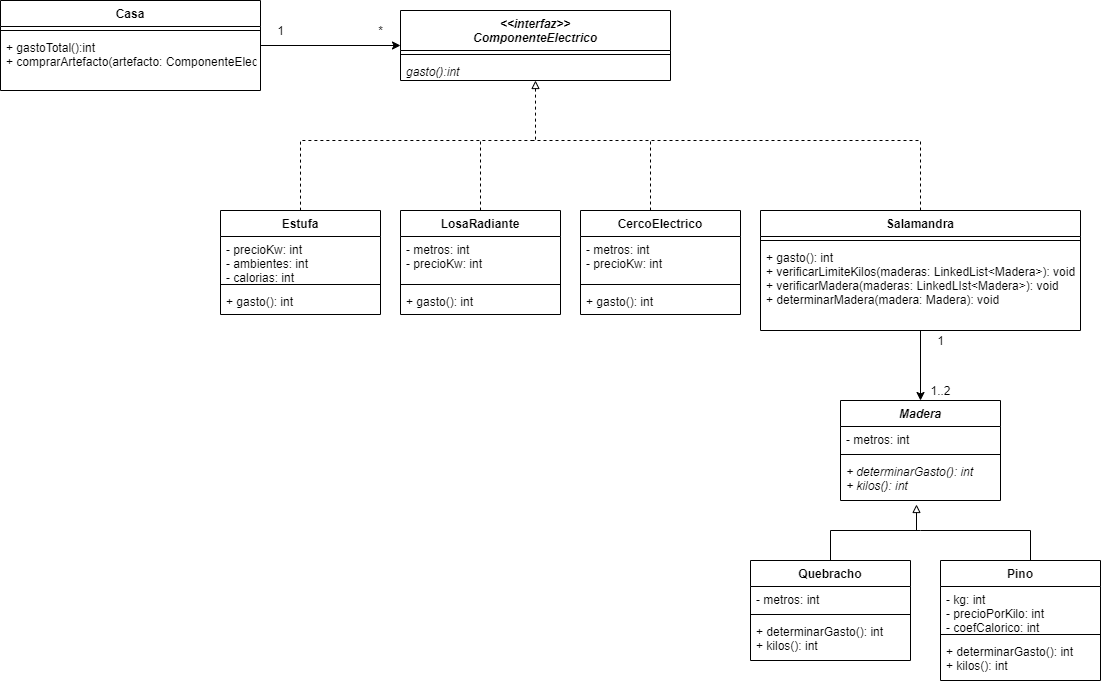 Casa
+ gastoTotal():int
+ comprarArtefacto(artefacto: ComponenteElec
1
*
<<interfaz>>
ComponenteElectrico
gasto():int
Estufa
- precioKw: int
- ambientes: int
- calorias: int
+ gasto(): int
LosaRadiante
- metros: int
- precioKw: int
+ gasto(): int
CercoElectrico
- metros: int
- precioKw: int
+ gasto(): int
Salamandra
+ gasto(): int
+ verificarLimiteKilos(maderas: LinkedList<Madera>): void
+ verificarMadera(maderas: LinkedLIst<Madera>): void
+ determinarMadera(madera: Madera): void
1
1..2
Madera
- metros: int
+ determinarGasto(): int
+ kilos(): int
Quebracho
- metros: int
+ determinarGasto(): int
+ kilos(): int
Pino
- kg: int
- precioPorKilo: int
- coefCalorico: int
+ determinarGasto(): int
+ kilos(): int